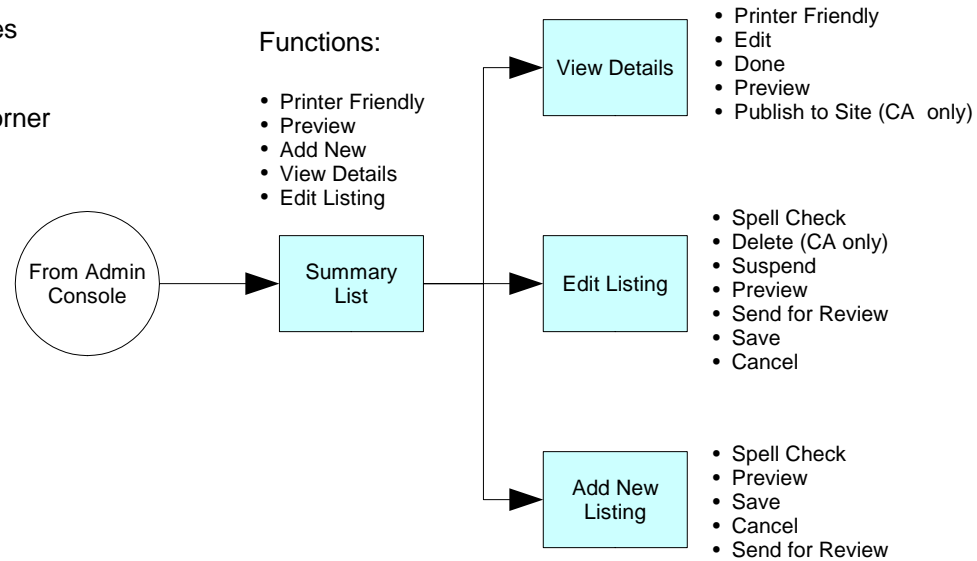 es
orner
Functions:
• Printer Friendly
• Preview
• Add New
• View Details
• Edit Listing
From Admin
Console
Summary
List
View Details
• Printer Friendly
• Edit
• Done
• Preview
• Publish to Site (CA only)
Edit Listing
• Spell Check
• Delete (CA only)
• Suspend
• Preview
• Send for Review
• Save
• Cancel
Add New
Listing
• Spell Check
• Preview
• Save
• Cancel
• Send for Review